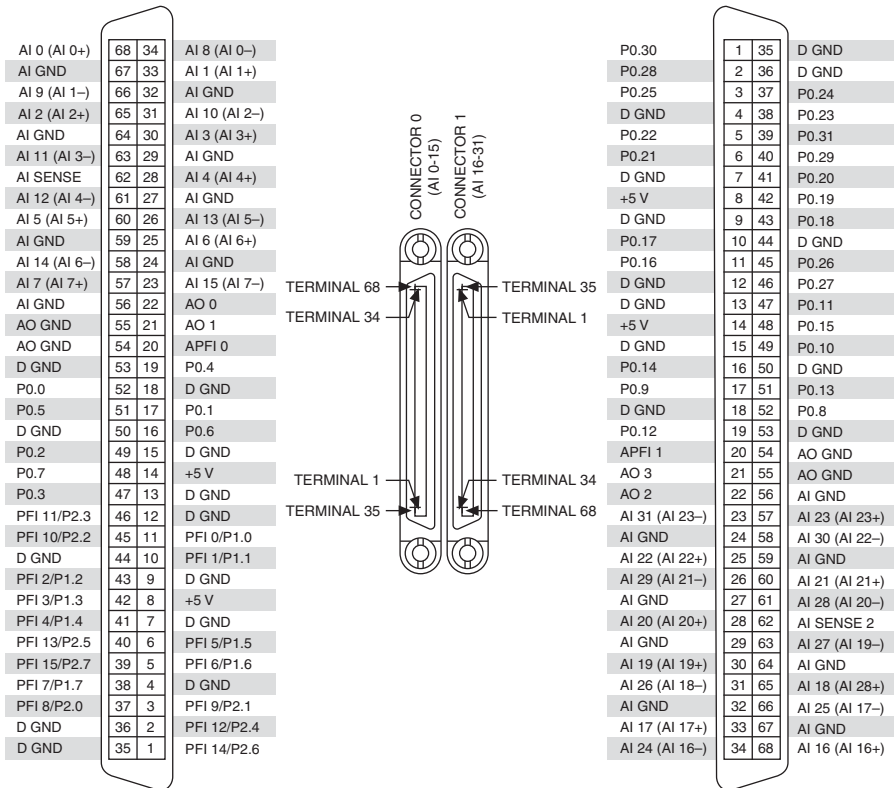 AI 0 (AI 0+) 68 34 AI 8 (AI 0–)
AI GND 67 33 AI 1 (AI 1+)
AI 9 (AI 1–) 66 32 AI GND
AI 2 (AI 2+) 65 31 AI 10 (AI 2–)
AI GND 64 30 AI 3 (AI 3+)
AI 11 (AI 3–) 63 29 AI GND
AI SENSE 62 28 AI 4 (AI 4+)
AI 12 (AI 4–) 61 27 AI GND
AI 5 (AI 5+) 60 26 AI 13 (AI 5–)
AI GND 59 25 AI 6 (AI 6+)
AI 14 (AI 6–) 58 24 AI GND
AI 7 (AI 7+) 57 23 AI 15 (AI 7–)
AI GND 56 22 AO 0
AO GND 55 21 AO 1
AO GND 54 20 APFI 0
D GND 53 19 P0.4
P0.0 52 18 D GND
P0.5 51 17 P0.1
D GND 50 16 P0.6
P0.2 49 15 D GND
P0.7 48 14 +5 V
P0.3 47 13 D GND
PFI 11/P2.3 46 12 D GND
PFI 10/P2.2 45 11 PFI 0/P1.0
D GND 44 10 PFI 1/P1.1
PFI 2/P1.2 43 9 D GND
PFI 3/P1.3 42 8 +5 V
PFI 4/P1.4 41 7 D GND
PFI 13/P2.5 40 6 PFI 5/P1.5
PFI 15/P2.7 39 5 PFI 6/P1.6
PFI 7/P1.7 38 4 D GND
PFI 8/P2.0 37 3 PFI 9/P2.1
D GND 36 2 PFI 12/P2.4
D GND 35 1 PFI 14/P2.6
CONNECTOR 0
(AI 0-15)
CONNECTOR 1
(AI 16-31)
TERMINAL 68
TERMINAL 34
TERMINAL 35
TERMINAL 1
TERMINAL 1
TERMINAL 35
TERMINAL 34
TERMINAL 68
P0.30 1 35 D GND
P0.28 2 36 D GND
P0.25 3 37 P0.24
D GND 4 38 P0.23
P0.22 5 39 P0.31
P0.21 6 40 P0.29
D GND 7 41 P0.20
+5 V 8 42 P0.19
D GND 9 43 P0.18
P0.17 10 44 D GND
P0.16 11 45 P0.26
D GND 12 46 P0.27
D GND 13 47 P0.11
+5 V 14 48 P0.15
D GND 15 49 P0.10
P0.14 16 50 D GND
P0.9 17 51 P0.13
D GND 18 52 P0.8
P0.12 19 53 D GND
APFI 1 20 54 AO GND
AO 3 21 55 AO GND
AO 2 22 56 AI GND
AI 31 (AI 23–) 23 57 AI 23 (AI 23+)
AI GND 24 58 AI 30 (AI 22–)
AI 22 (AI 22+) 25 59 AI GND
AI 29 (AI 21–) 26 60 AI 21 (AI 21+)
AI GND 27 61 AI 28 (AI 20–)
AI 20 (AI 20+) 28 62 AI SENSE 2
AI GND 29 63 AI 27 (AI 19–)
AI 19 (AI 19+) 30 64 AI GND
AI 26 (AI 18–) 31 65 AI 18 (AI 28+)
AI GND 32 66 AI 25 (AI 17–)
AI 17 (AI 17+) 33 67 AI GND
AI 24 (AI 16–) 34 68 AI 16 (AI 16+)